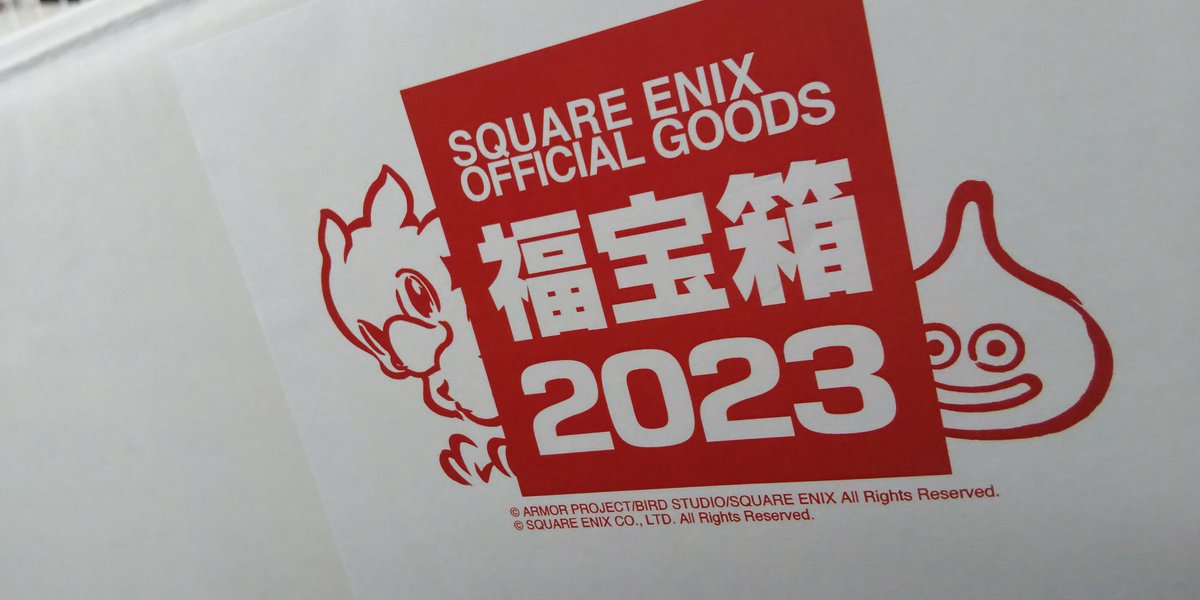 SQUARE ENIX
OFFICIAL GOODS
福宝箱
2023
© ARMOR PROJECT/BIRD STUDIO/SQUARE ENIX All Rights Reserved.
© SQUARE ENIX CO., LTD. All Rights Reserved.